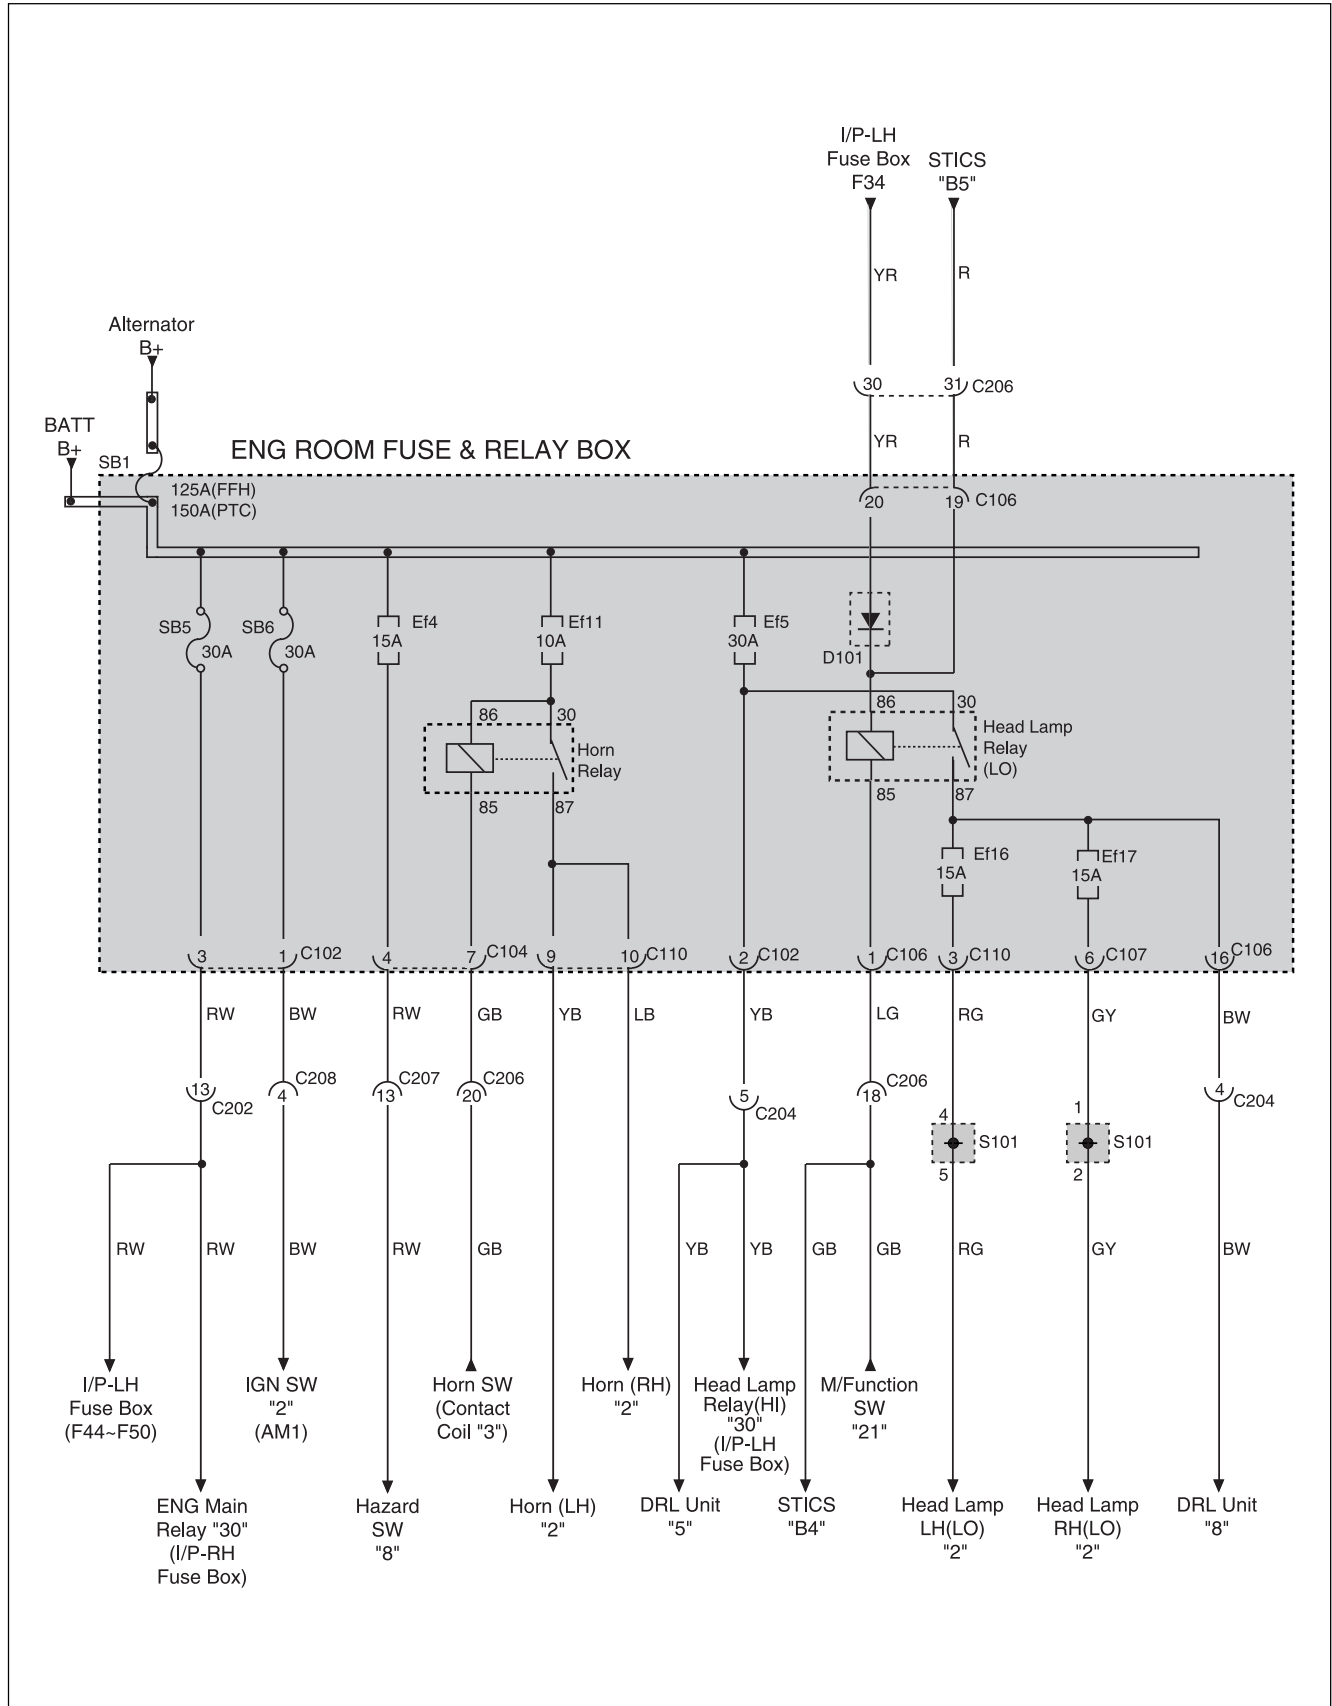 I/P-LH
Fuse Box
F34
STICS
"B5"
YR
R
Alternator
B+
30
31
C206
BATT
B+
YR
R
ENG ROOM FUSE & RELAY BOX
SB1
125A(FFH)
150A(PTC)
20
19
C106
SB5
30A
SB6
30A
Ef4
15A
Ef11
10A
Ef5
30A
D101
86
30
Horn
Relay
85
87
86
30
Head Lamp
Relay
(LO)
85
87
Ef16
15A
Ef17
15A
3
1
C102
4
7
C104
9
10
C110
2
C102
1
C106
3
C110
6
C107
16
C106
RW
BW
RW
GB
YB
LB
YB
LG
RG
GY
BW
13
C202
C208
4
C207
13
C206
20
5
C204
C206
18
4
C204
4
S101
5
1
S101
2
RW
RW
BW
RW
GB
YB
YB
GB
GB
RG
GY
BW
I/P-LH
Fuse Box
(F44~F50)
IGN SW
"2"
(AM1)
Horn SW
(Contact
Coil "3")
Horn (RH)
"2"
Head Lamp
Relay(HI)
"30"
(I/P-LH
Fuse Box)
M/Function
SW
"21"
ENG Main
Relay "30"
(I/P-RH
Fuse Box)
Hazard
SW
"8"
Horn (LH)
"2"
DRL Unit
"5"
STICS
"B4"
Head Lamp
LH(LO)
"2"
Head Lamp
RH(LO)
"2"
DRL Unit
"8"